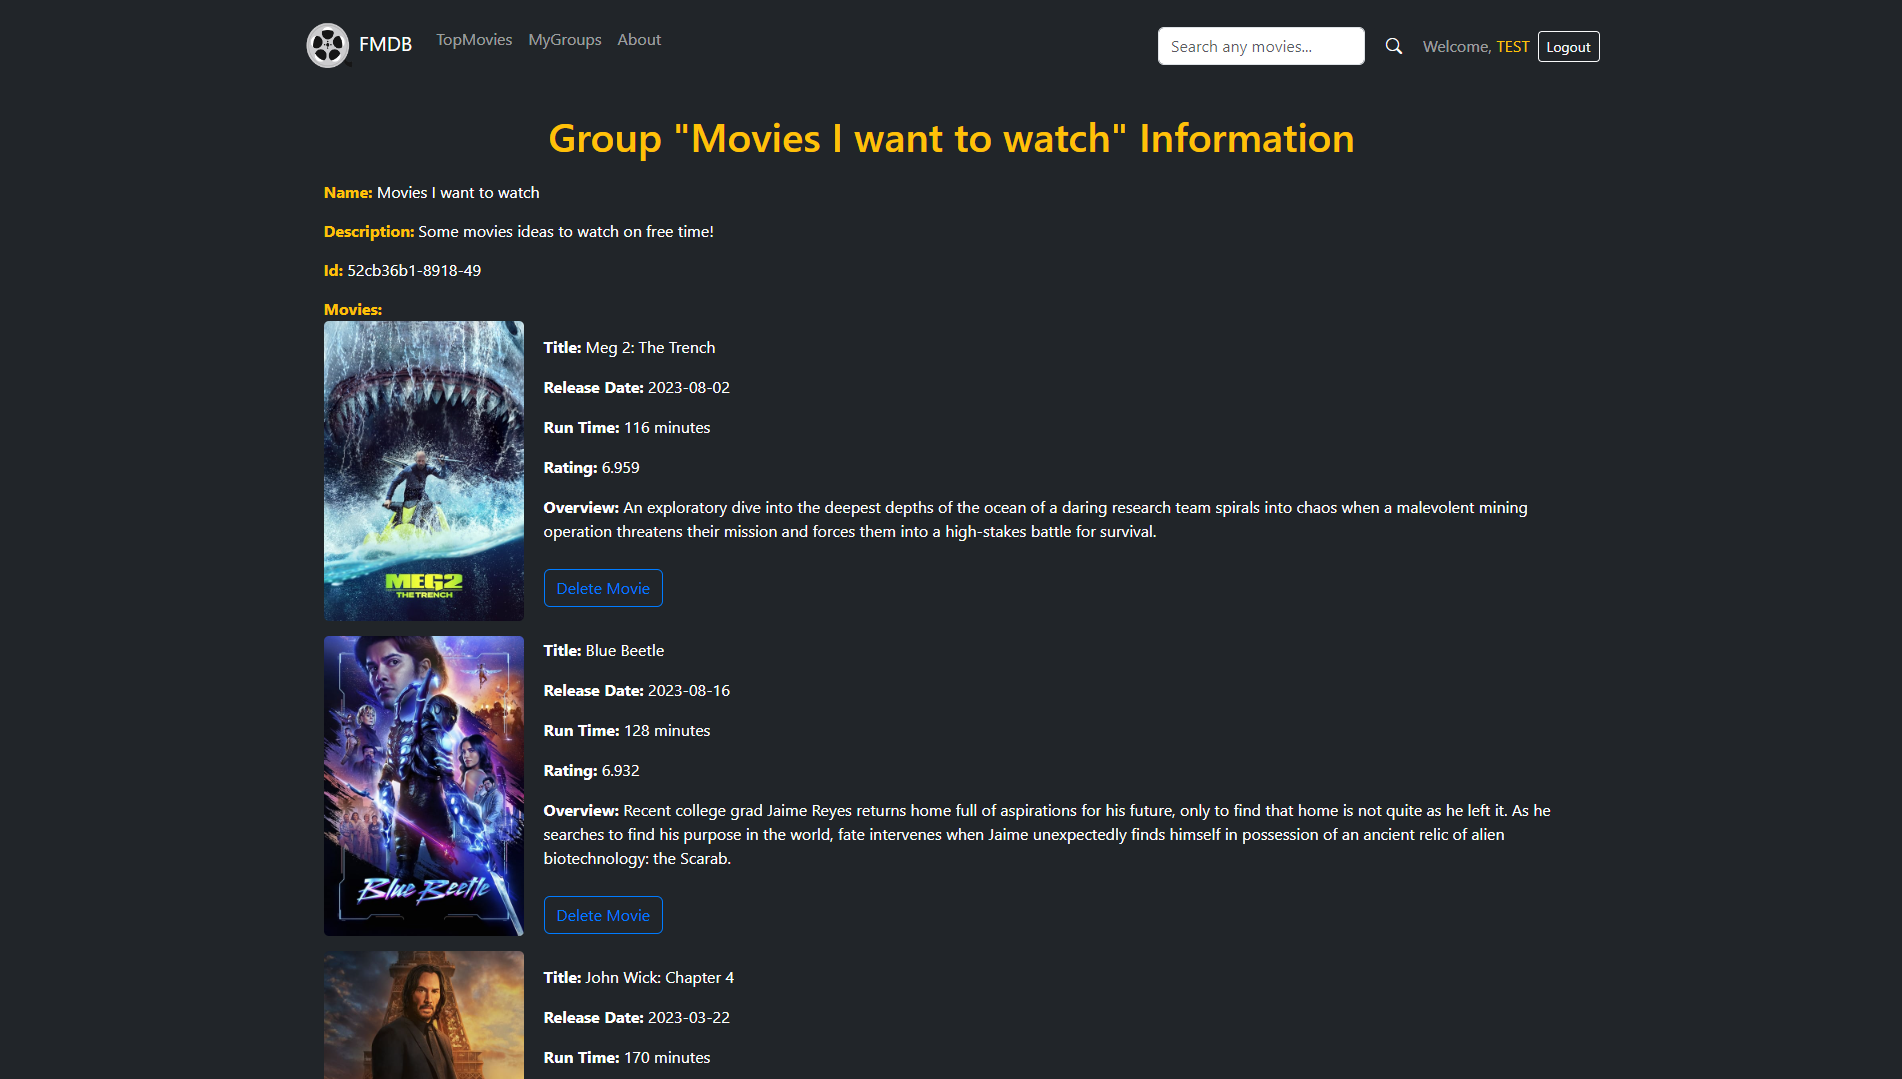 FMDB TopMovies MyGroups About Search any movies... Welcome, TEST Logout
Group "Movies I want to watch" Information
Name: Movies I want to watch
Description: Some movies ideas to watch on free time!
Id: 52cb36b1-8918-49
Movies:
Title: Meg 2: The Trench
Release Date: 2023-08-02
Run Time: 116 minutes
Rating: 6.959
Overview: An exploratory dive into the deepest depths of the ocean of a daring research team spirals into chaos when a malevolent mining
operation threatens their mission and forces them into a high-stakes battle for survival.
MEG2
THE TRENCH
Delete Movie
Title: Blue Beetle
Release Date: 2023-08-16
Run Time: 128 minutes
Rating: 6.932
Overview: Recent college grad Jaime Reyes returns home full of aspirations for his future, only to find that home is not quite as he left it. As he
searches to find his purpose in the world, fate intervenes when Jaime unexpectedly finds himself in possession of an ancient relic of alien
biotechnology: the Scarab.
Blue Beetle
Delete Movie
Title: John Wick: Chapter 4
Release Date: 2023-03-22
Run Time: 170 minutes